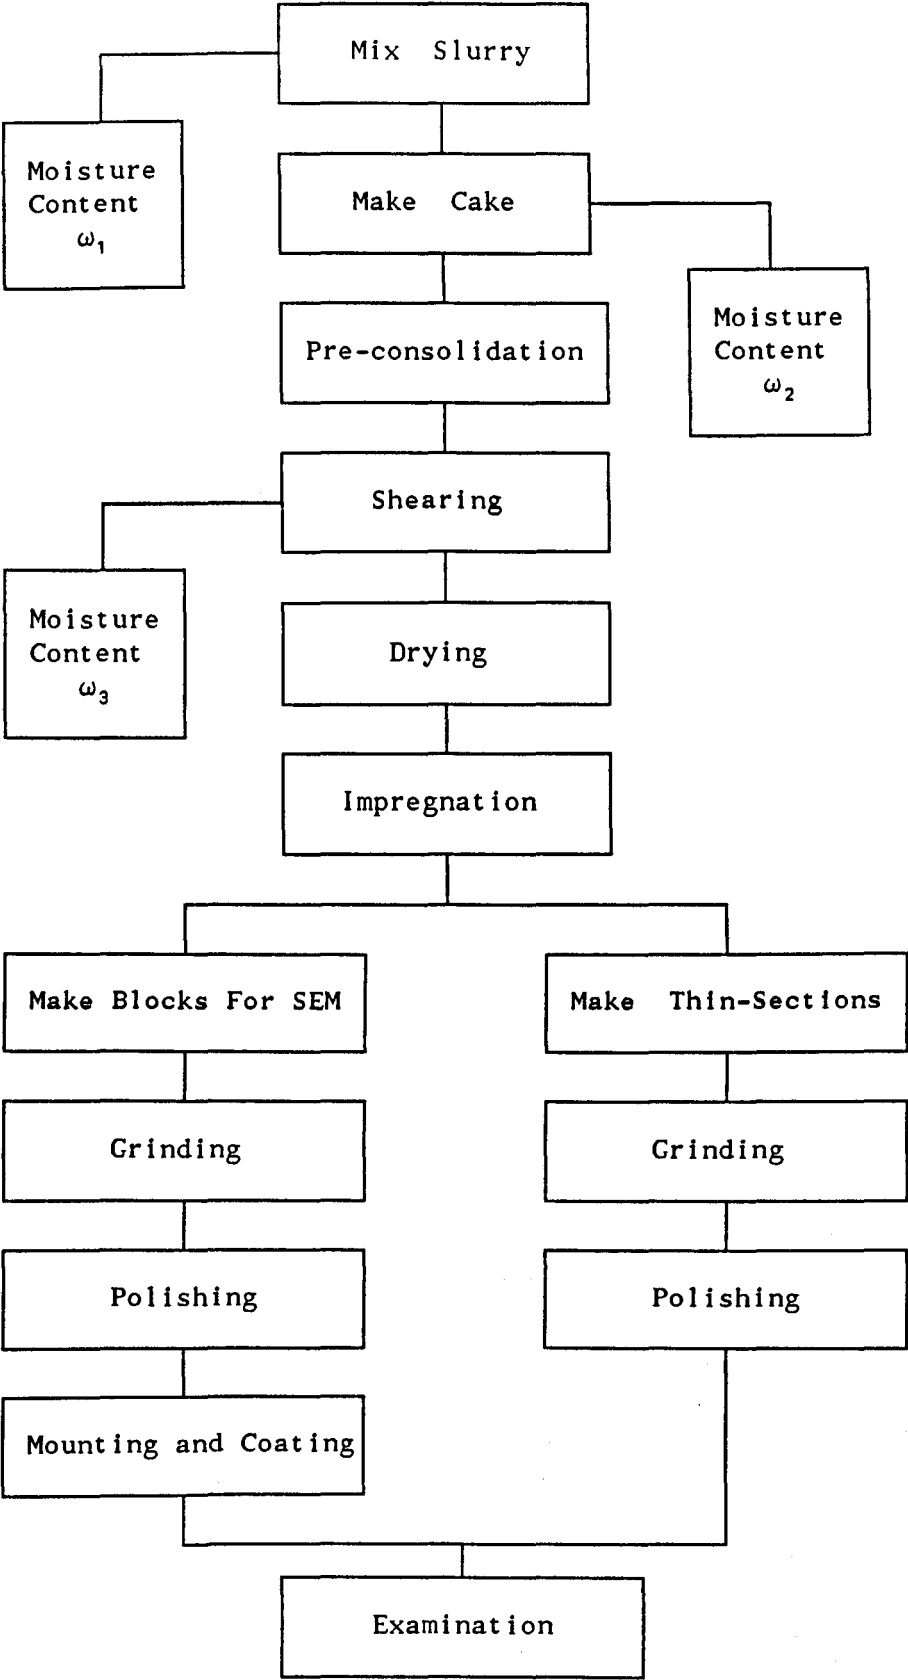 Mix Slurry
Moisture
Content
ω1
Make Cake
Moisture
Content
ω2
Pre-consolidation
Shearing
Moisture
Content
ω3
Drying
Impregnation
Make Blocks For SEM
Make Thin-Sections
Grinding
Grinding
Polishing
Polishing
Mounting and Coating
Examination